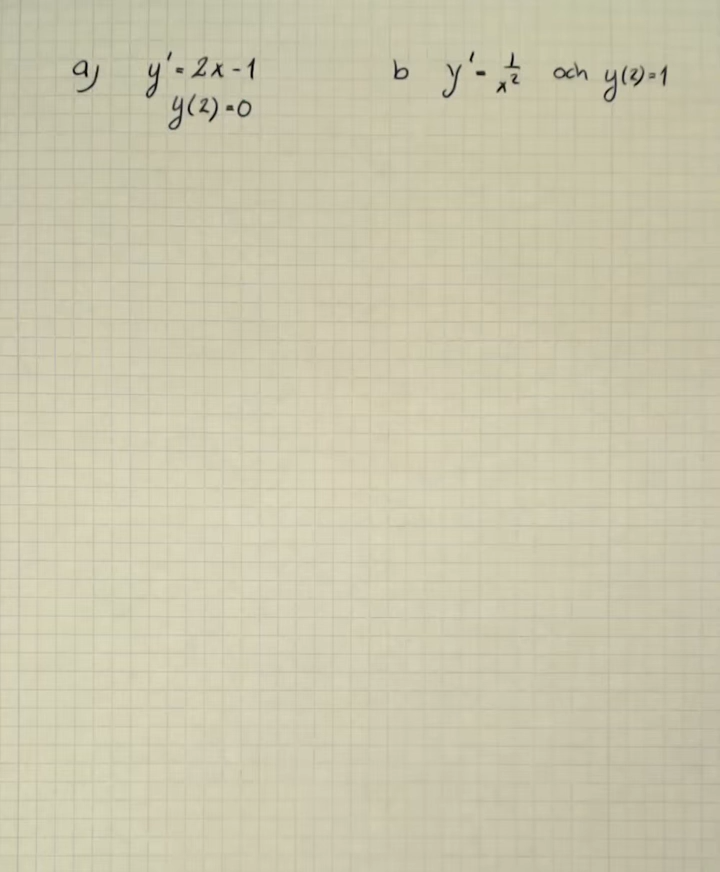 a) y' = 2x - 1
y(2) = 0
b y' = 1/x² och y(2) = 1